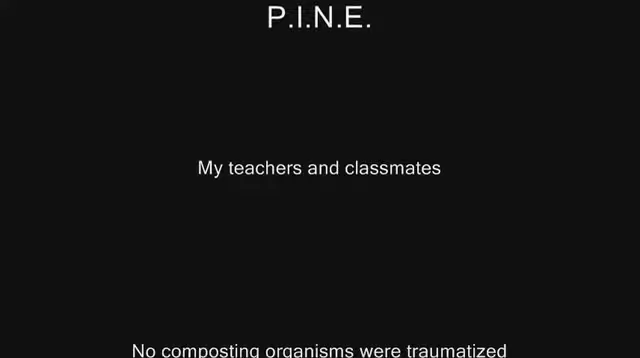 P.I.N.E.
My teachers and classmates
No composting organisms were traumatized